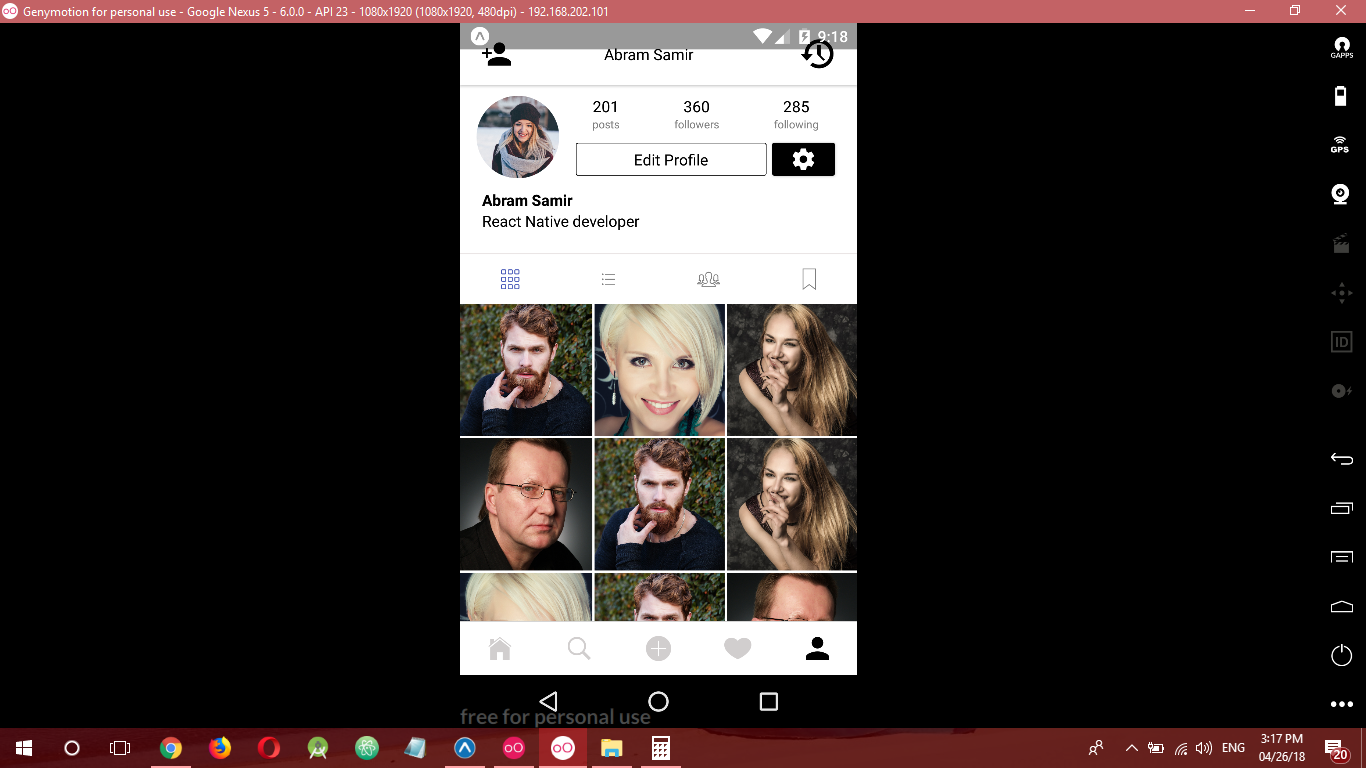 Genymotion for personal use - Google Nexus 5 - 6.0.0 - API 23 - 1080x1920 (1080x1920, 480dpi) - 192.168.202.101
9:18
GAPPS
Abram Samir
201 360 285
posts followers following
GPS
Edit Profile
Abram Samir
React Native developer
ID
free for personal use
ENG
3:17 PM
04/26/18
20